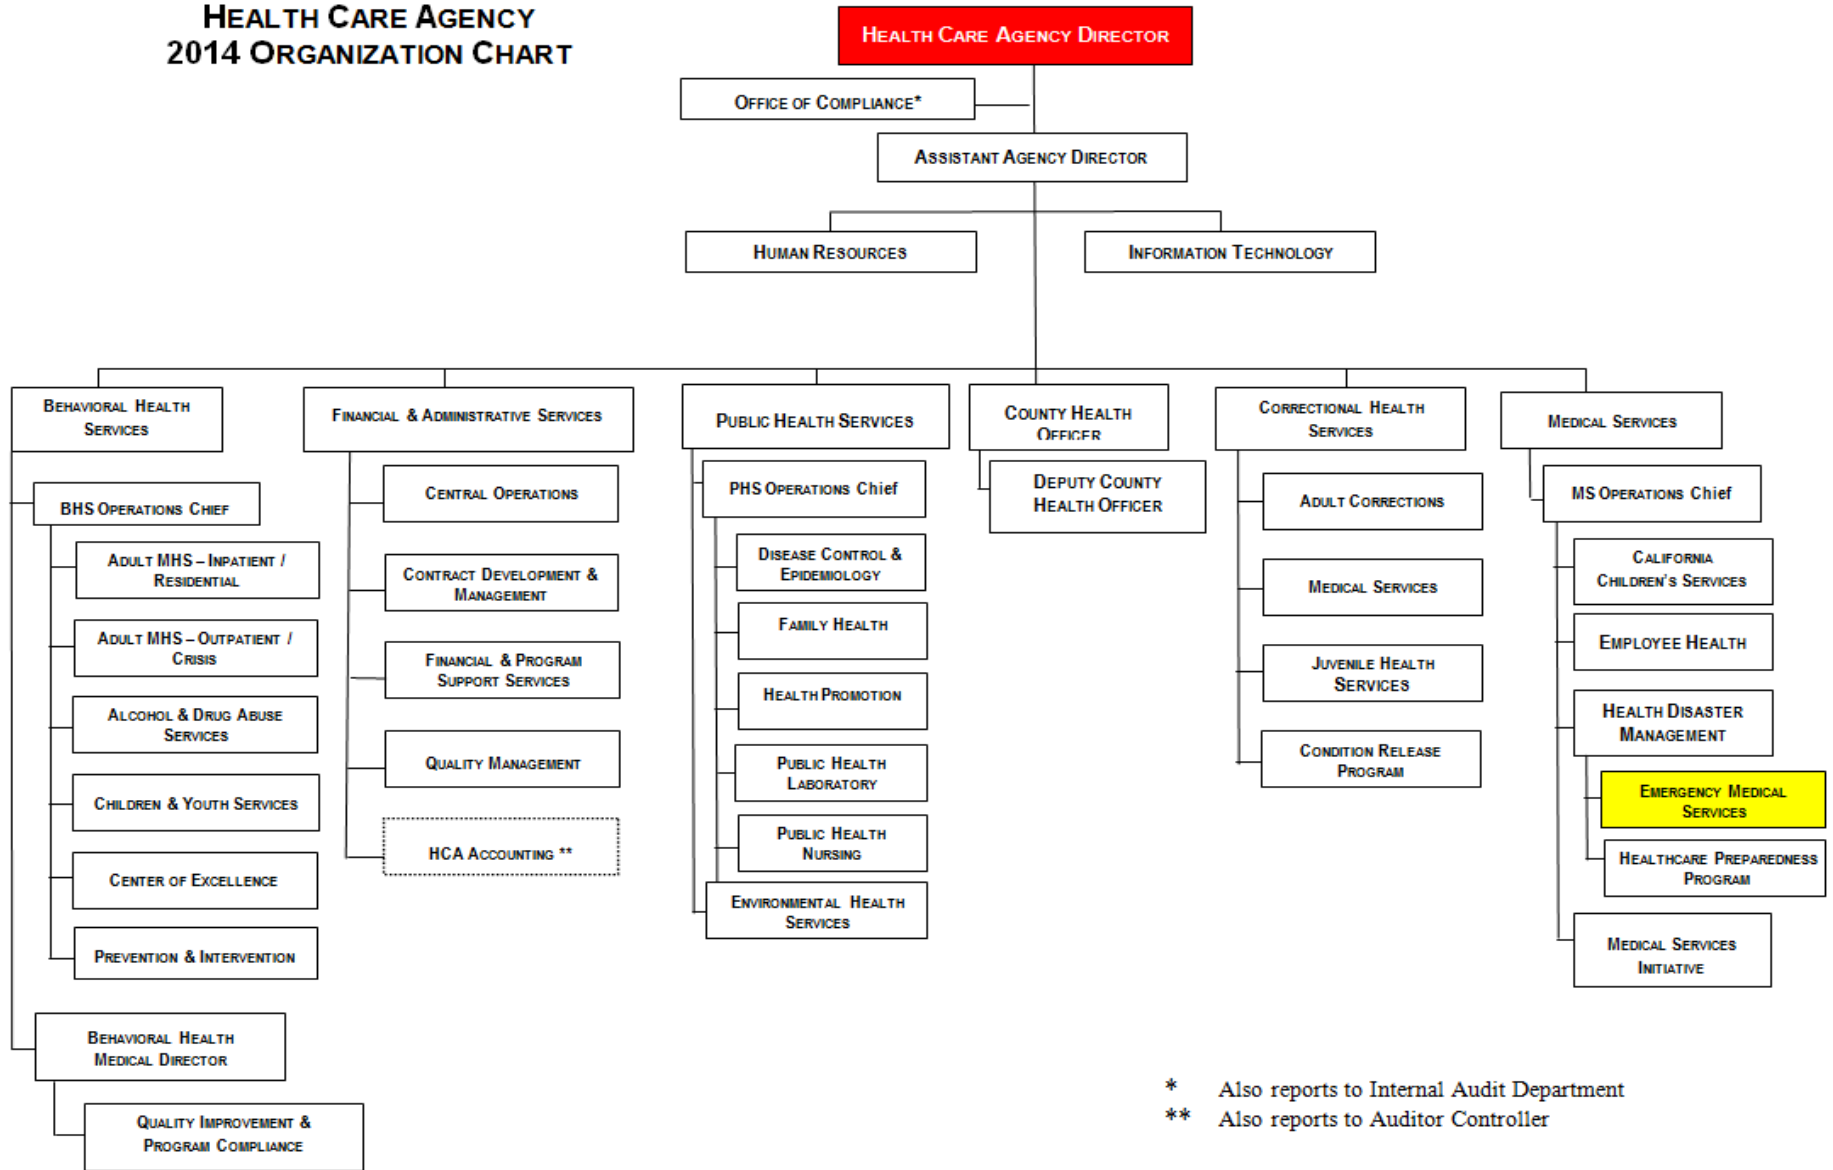 HEALTH CARE AGENCY
2014 ORGANIZATION CHART
HEALTH CARE AGENCY DIRECTOR
OFFICE OF COMPLIANCE*
ASSISTANT AGENCY DIRECTOR
HUMAN RESOURCES
INFORMATION TECHNOLOGY
BEHAVIORAL HEALTH
SERVICES
BHS OPERATIONS CHIEF
ADULT MHS – INPATIENT /
RESIDENTIAL
ADULT MHS – OUTPATIENT /
CRISIS
ALCOHOL & DRUG ABUSE
SERVICES
CHILDREN & YOUTH SERVICES
CENTER OF EXCELLENCE
PREVENTION & INTERVENTION
BEHAVIORAL HEALTH
MEDICAL DIRECTOR
QUALITY IMPROVEMENT &
PROGRAM COMPLIANCE
FINANCIAL & ADMINISTRATIVE SERVICES
CENTRAL OPERATIONS
CONTRACT DEVELOPMENT &
MANAGEMENT
FINANCIAL & PROGRAM
SUPPORT SERVICES
QUALITY MANAGEMENT
HCA ACCOUNTING **
PUBLIC HEALTH SERVICES
PHS OPERATIONS Chief
DISEASE CONTROL &
EPIDEMIOLOGY
FAMILY HEALTH
HEALTH PROMOTION
PUBLIC HEALTH
LABORATORY
PUBLIC HEALTH
NURSING
ENVIRONMENTAL HEALTH
SERVICES
COUNTY HEALTH
OFFICER
DEPUTY COUNTY
HEALTH OFFICER
CORRECTIONAL HEALTH
SERVICES
ADULT CORRECTIONS
MEDICAL SERVICES
JUVENILE HEALTH
SERVICES
CONDITION RELEASE
PROGRAM
MEDICAL SERVICES
MS OPERATIONS Chief
CALIFORNIA
CHILDREN'S SERVICES
EMPLOYEE HEALTH
HEALTH DISASTER
MANAGEMENT
EMERGENCY MEDICAL
SERVICES
HEALTHCARE PREPAREDNESS
PROGRAM
MEDICAL SERVICES
INITIATIVE
* Also reports to Internal Audit Department
** Also reports to Auditor Controller